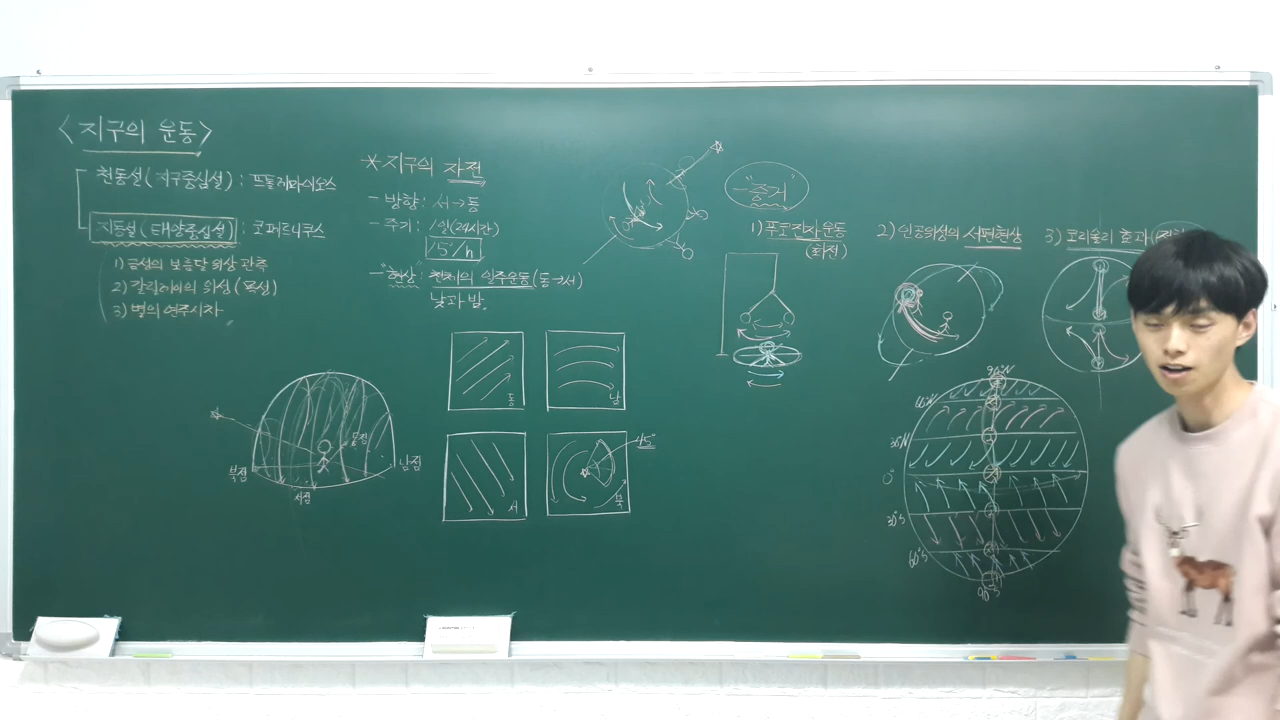 <지구의 운동>
천동설(지구중심설) : 프톨레마이오스
지동설(태양중심설) : 코페르니쿠스
1) 금성의 보름달 위상 관측
2) 갈릴레이의 위성(목성)
3) 별의 연주시차
*지구의 자전
- 방향: 서→동
- 주기: 1일(24시간)
15°/h
- "현상": 천체의 일주운동(동→서)
낮과 밤.
- "증거"
1) 푸코진자 운동
(회전)
2) 인공위성의 서편현상
3) 코리올리 효과
북점
서점
남점
동
남
서
북
45°
90°N
60°N
30°N
0°
30°S
60°S
90°S